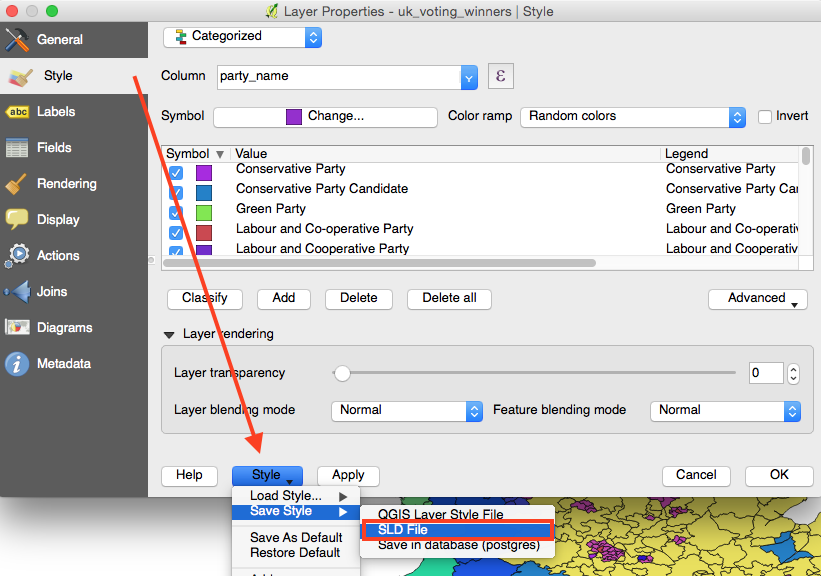 Layer Properties - uk_voting_winners | Style
General
Style
Labels
Fields
Rendering
Display
Actions
Joins
Diagrams
Metadata
abc
Categorized
Column party_name ε
Symbol Change... Color ramp Random colors Invert
Symbol Value Legend
Conservative Party Conservative Party
Conservative Party Candidate Conservative Party Car
Green Party Green Party
Labour and Co-operative Party Labour and Co-operativ
Labour and Cooperative Party Labour and Cooperativ
Classify Add Delete Delete all Advanced
Layer rendering
Layer transparency 0
Layer blending mode Normal Feature blending mode Normal
Help Style Apply Cancel OK
Load Style...
Save Style
Save As Default
Restore Default
QGIS Layer Style File
SLD File
Save in database (postgres)